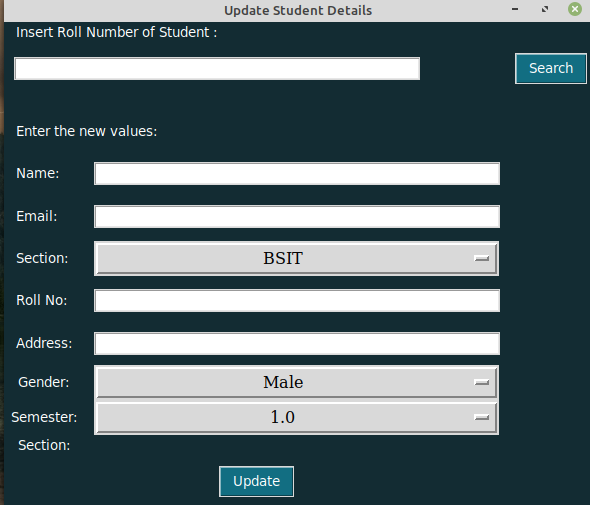 Update Student Details
Insert Roll Number of Student :
Search
Enter the new values:
Name:
Email:
Section: BSIT
Roll No:
Address:
Gender: Male
Semester: 1.0
Section:
Update